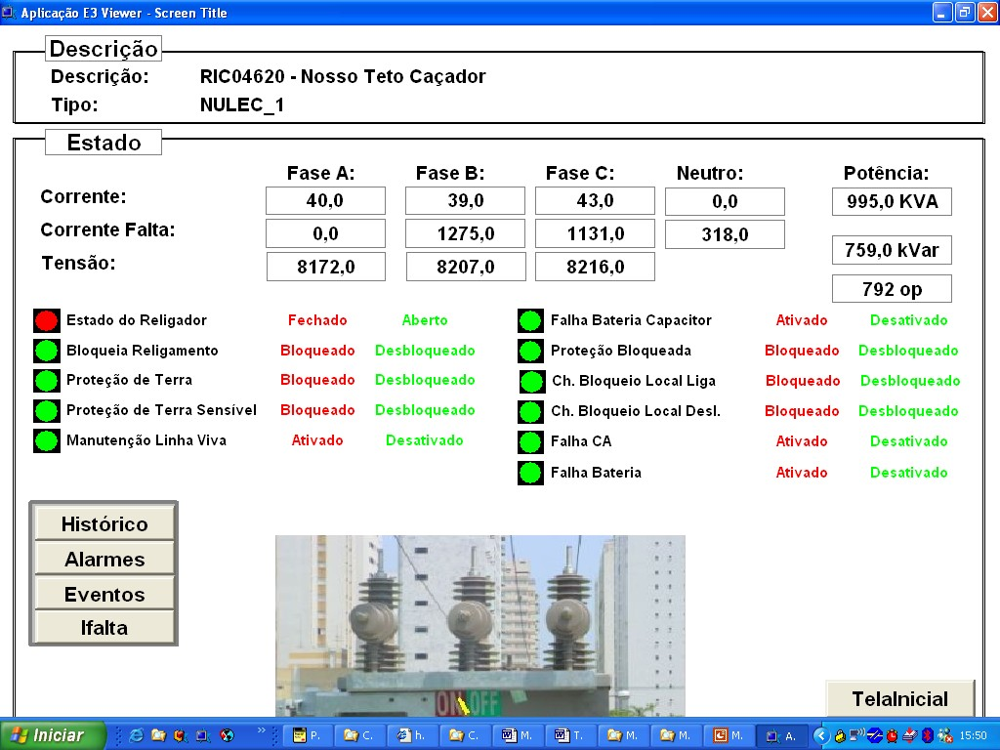 Aplicação E3 Viewer - Screen Title
Descrição
Descrição: RIC04620 - Nosso Teto Caçador
Tipo: NULEC_1
Estado
Fase A: Fase B: Fase C: Neutro: Potência:
Corrente: 40,0 39,0 43,0 0,0 995,0 KVA
Corrente Falta: 0,0 1275,0 1131,0 318,0
759,0 kVar
Tensão: 8172,0 8207,0 8216,0
792 op
Estado do Religador Fechado Aberto
Bloqueia Religamento Bloqueado Desbloqueado
Proteção de Terra Bloqueado Desbloqueado
Proteção de Terra Sensível Bloqueado Desbloqueado
Manutenção Linha Viva Ativado Desativado
Falha Bateria Capacitor Ativado Desativado
Proteção Bloqueada Bloqueado Desbloqueado
Ch. Bloqueio Local Liga Bloqueado Desbloqueado
Ch. Bloqueio Local Desl. Bloqueado Desbloqueado
Falha CA Ativado Desativado
Falha Bateria Ativado Desativado
Histórico
Alarmes
Eventos
Ifalta
ON OFF
TelaInicial
Iniciar P. C. h. C. M. T. M. M. M. A. 15:50